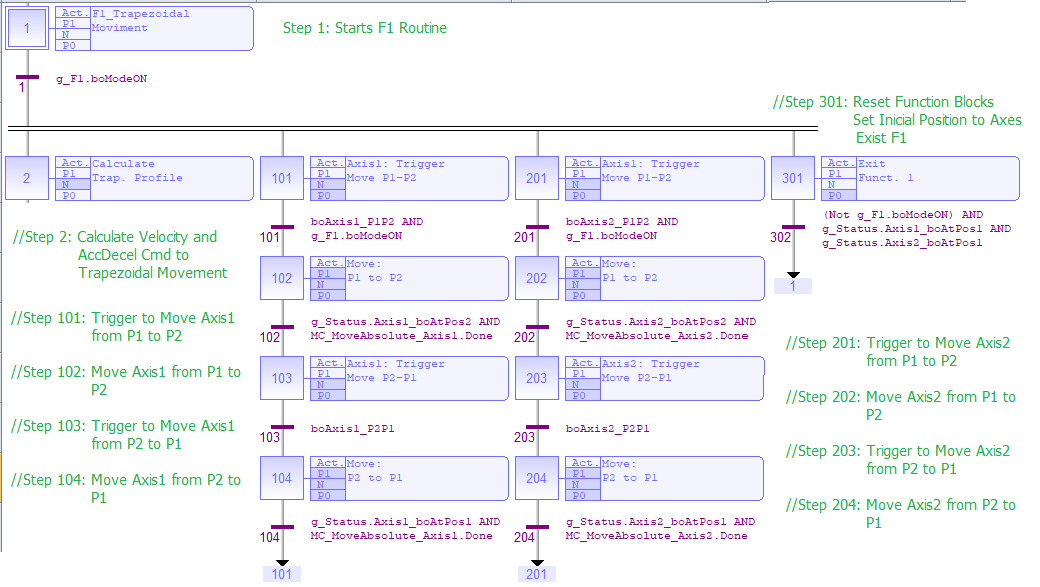 1
Act.
P1
N
P0
F1_Trapezoidal
Moviment
Step 1: Starts F1 Routine
1
g_F1.boModeON
//Step 301: Reset Function Blocks
Set Inicial Position to Axes
Exist F1
2
Act.
P1
N
P0
Calculate
Trap. Profile
101
Act.
P1
N
P0
Axis1: Trigger
Move P1-P2
201
Act.
P1
N
P0
Axis1: Trigger
Move P1-P2
301
Act.
P1
N
P0
Exit
Funct. 1
//Step 2: Calculate Velocity and
AccDecel Cmd to
Trapezoidal Movement
101
boAxis1_P1P2 AND
g_F1.boModeON
201
boAxis2_P1P2 AND
g_F1.boModeON
302
(Not g_F1.boModeON) AND
g_Status.Axis1_boAtPos1 AND
g_Status.Axis2_boAtPos1
1
102
Act.
P1
N
P0
Move:
P1 to P2
202
Act.
P1
N
P0
Move:
P1 to P2
102
g_Status.Axis1_boAtPos2 AND
MC_MoveAbsolute_Axis1.Done
202
g_Status.Axis2_boAtPos2 AND
MC_MoveAbsolute_Axis2.Done
103
Act.
P1
N
P0
Axis1: Trigger
Move P2-P1
203
Act.
P1
N
P0
Axis2: Trigger
Move P2-P1
103
boAxis1_P2P1
203
boAxis2_P2P1
104
Act.
P1
N
P0
Move:
P2 to P1
204
Act.
P1
N
P0
Move:
P2 to P1
104
g_Status.Axis1_boAtPos1 AND
MC_MoveAbsolute_Axis1.Done
204
g_Status.Axis2_boAtPos1 AND
MC_MoveAbsolute_Axis2.Done
101
201
//Step 101: Trigger to Move Axis1
from P1 to P2
//Step 102: Move Axis1 from P1 to
P2
//Step 103: Trigger to Move Axis1
from P2 to P1
//Step 104: Move Axis1 from P2 to
P1
//Step 201: Trigger to Move Axis2
from P1 to P2
//Step 202: Move Axis2 from P1 to
P2
//Step 203: Trigger to Move Axis2
from P2 to P1
//Step 204: Move Axis2 from P2 to
P1